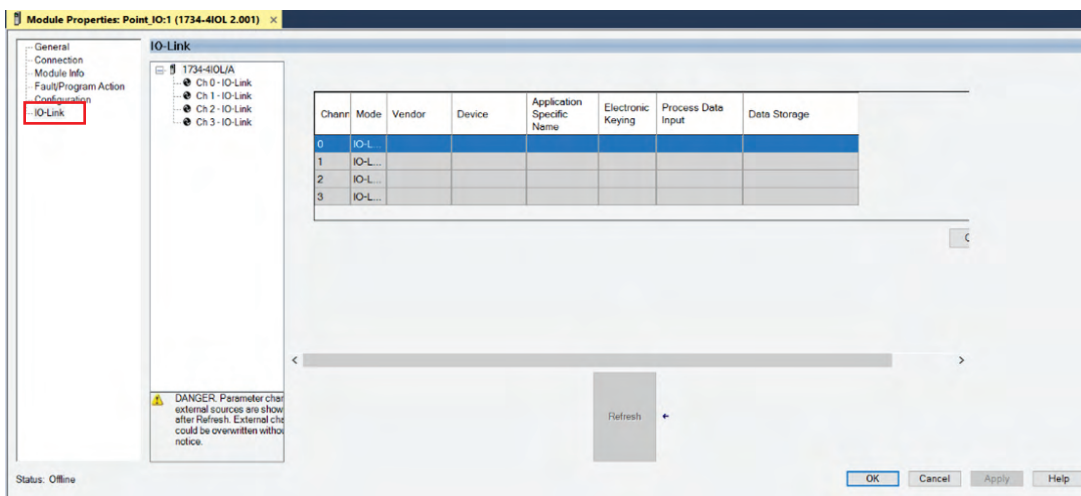 Module Properties: Point_IO:1 (1734-4IOL 2.001) ×
General
Connection
Module Info
Fault/Program Action
Configuration
IO-Link
IO-Link
1734-4IOL/A
Ch 0 - IO-Link
Ch 1 - IO-Link
Ch 2 - IO-Link
Ch 3 - IO-Link
DANGER. Parameter char
external sources are show
after Refresh. External cha
could be overwritten withou
notice.
Chann Mode Vendor Device Application Specific Name Electronic Keying Process Data Input Data Storage
0 IO-L...
1 IO-L...
2 IO-L...
3 IO-L...
Refresh
Status: Offline
OK Cancel Apply Help